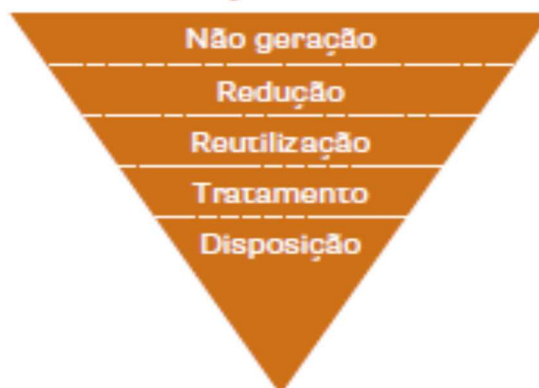 Não geração
Redução
Reutilização
Tratamento
Disposição